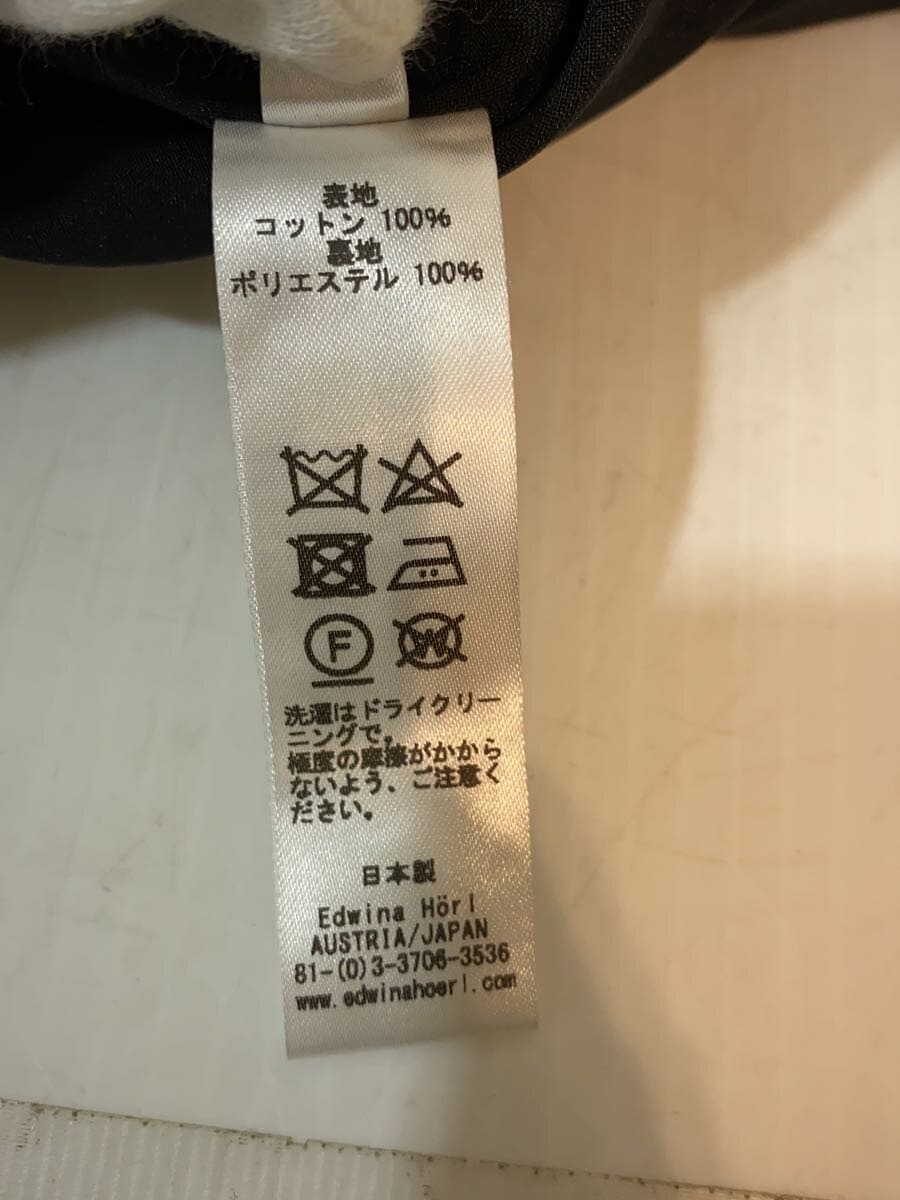 表地
コットン 100%
裏地
ポリエステル 100%
F
W
洗濯はドライクリー
ニングで。
極度の摩擦がかから
ないよう、ご注意く
ださい。
日本製
Edwina Hörl
AUSTRIA/JAPAN
81-(0)3-3706-3536
www.edwinahoerl.com